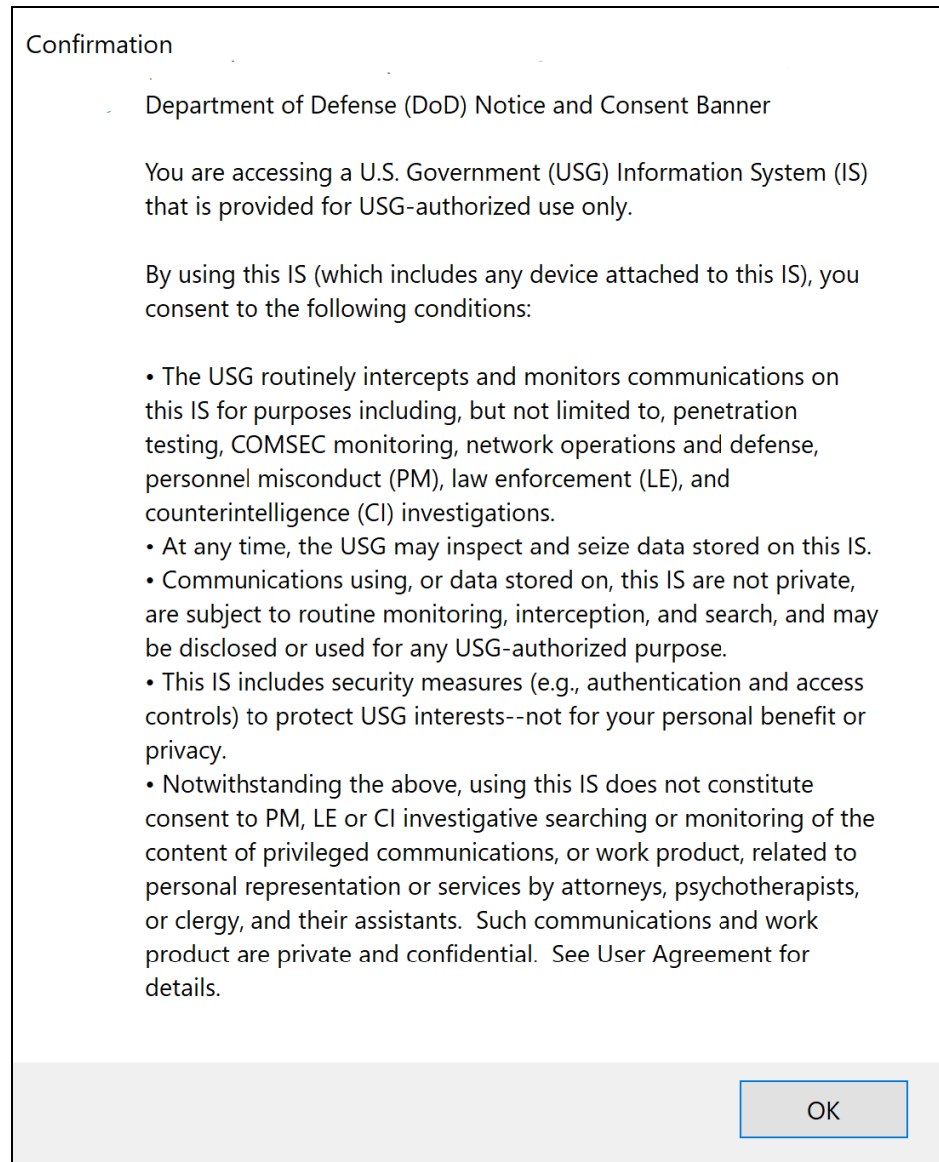 Confirmation
Department of Defense (DoD) Notice and Consent Banner
You are accessing a U.S. Government (USG) Information System (IS)
that is provided for USG-authorized use only.
By using this IS (which includes any device attached to this IS), you
consent to the following conditions:
• The USG routinely intercepts and monitors communications on
this IS for purposes including, but not limited to, penetration
testing, COMSEC monitoring, network operations and defense,
personnel misconduct (PM), law enforcement (LE), and
counterintelligence (CI) investigations.
• At any time, the USG may inspect and seize data stored on this IS.
• Communications using, or data stored on, this IS are not private,
are subject to routine monitoring, interception, and search, and may
be disclosed or used for any USG-authorized purpose.
• This IS includes security measures (e.g., authentication and access
controls) to protect USG interests--not for your personal benefit or
privacy.
• Notwithstanding the above, using this IS does not constitute
consent to PM, LE or CI investigative searching or monitoring of the
content of privileged communications, or work product, related to
personal representation or services by attorneys, psychotherapists,
or clergy, and their assistants.  Such communications and work
product are private and confidential.  See User Agreement for
details.
OK